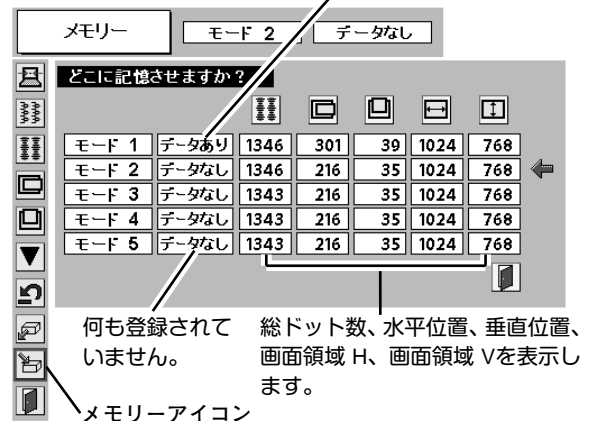 メモリー モード 2 データなし
どこに記憶させますか?
モード 1 データあり 1346 301 39 1024 768
モード 2 データなし 1346 216 35 1024 768
モード 3 データなし 1343 216 35 1024 768
モード 4 データなし 1343 216 35 1024 768
モード 5 データなし 1343 216 35 1024 768
何も登録されて
いません。
総ドット数、水平位置、垂直位置、
画面領域 H、画面領域 Vを表示し
ます。
メモリーアイコン